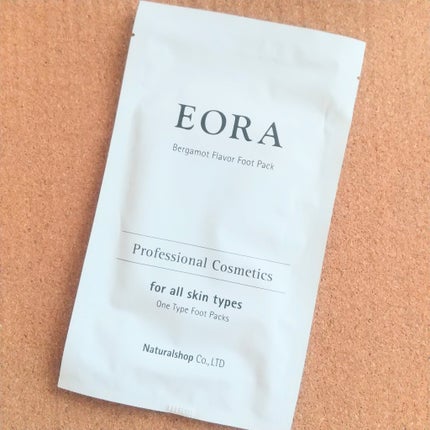 EORA
Bergamot Flavor Foot Pack
Professional Cosmetics
for all skin types
One Type Foot Packs
Naturalshop Co.,LTD